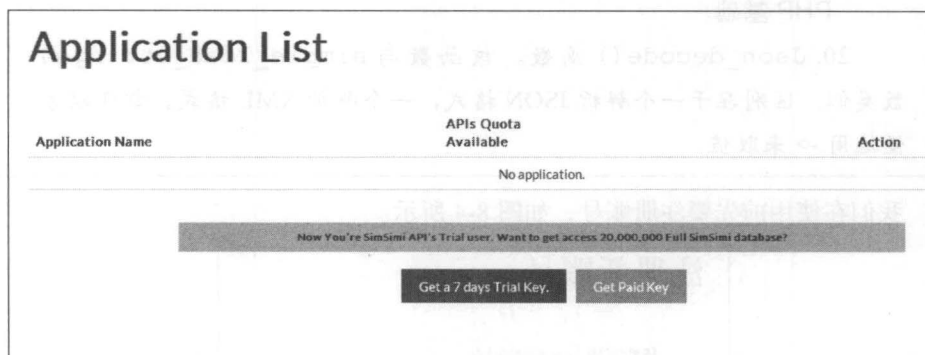 Application List
Application Name
APIs Quota
Available
Action
No application.
Now You're SimSimi API's Trial user. Want to get access 20,000,000 Full SimSimi database?
Get a 7 days Trial Key.
Get Paid Key